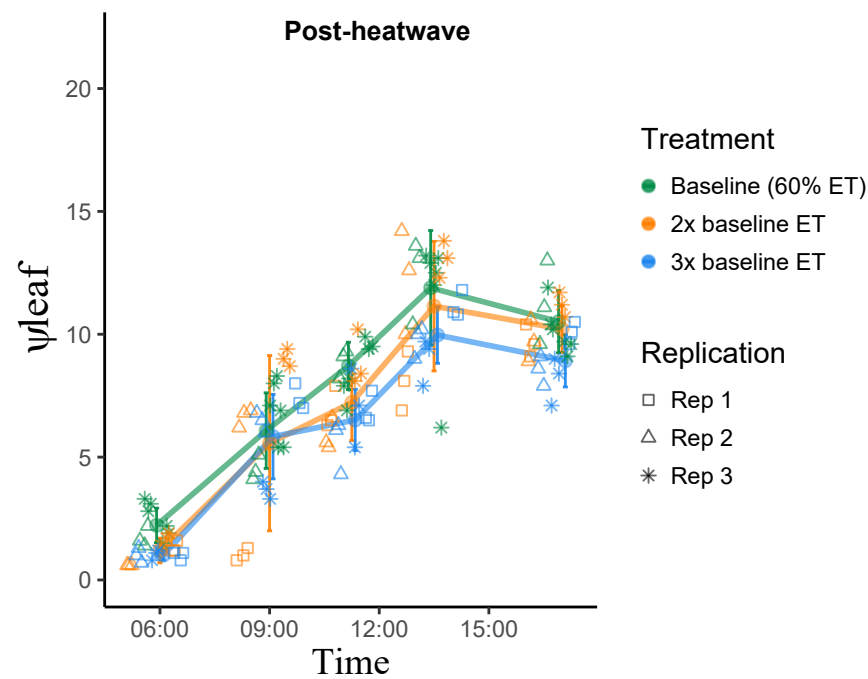 Post-heatwave
20
15
10
5
0
ψleaf
06:00 09:00 12:00 15:00
Time
Treatment
Baseline (60% ET)
2x baseline ET
3x baseline ET
Replication
Rep 1
Rep 2
Rep 3